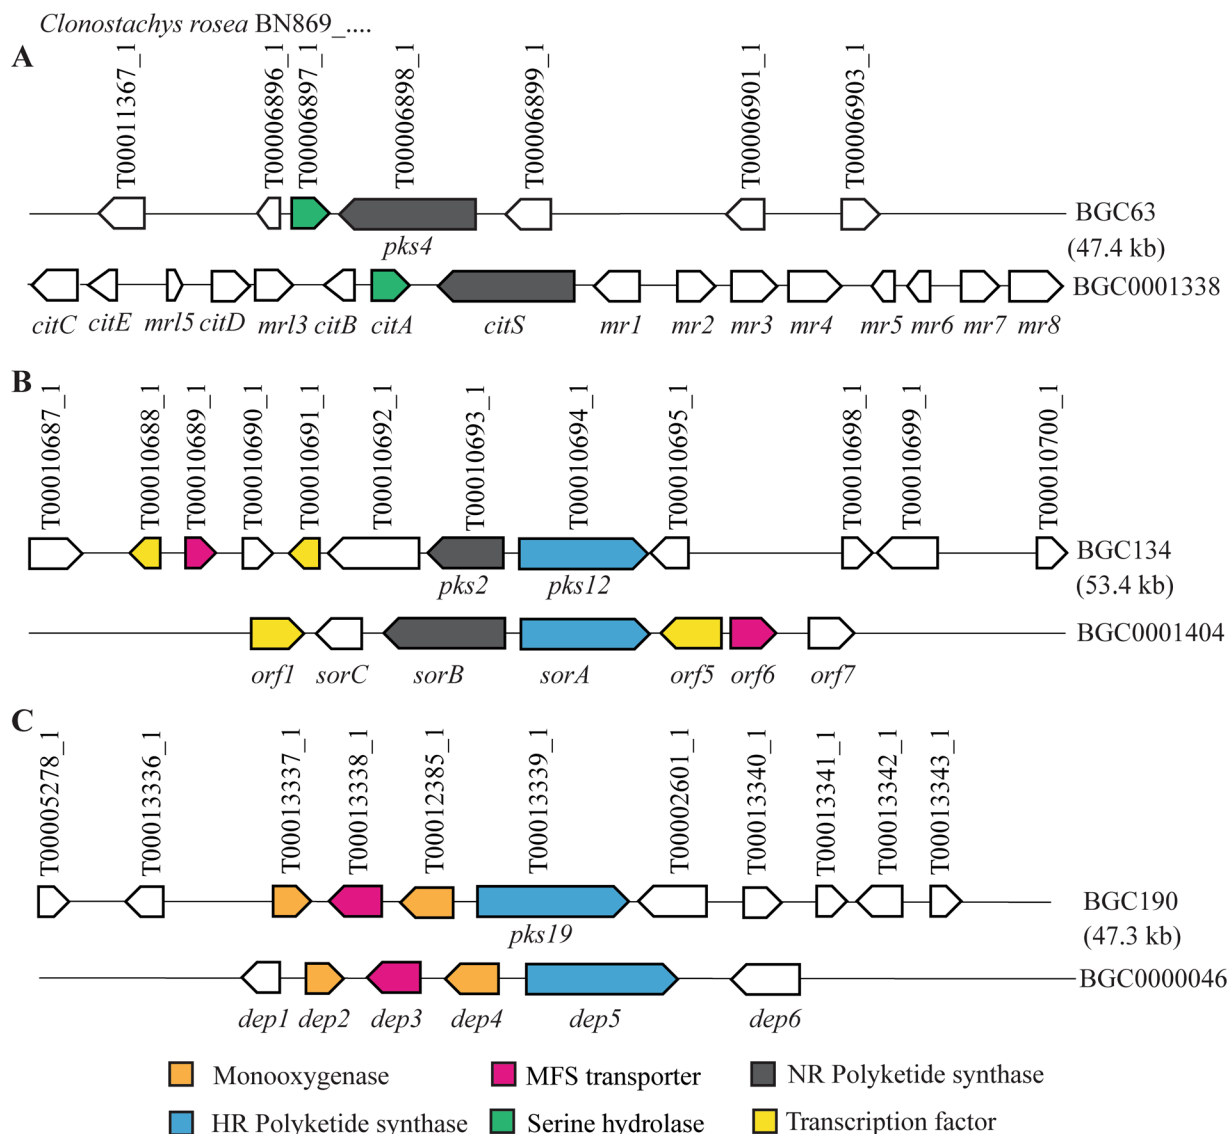 Clonostachys rosea BN869_....
A
T00011367_1
T00006896_1
T00006897_1
T00006898_1
T00006899_1
T00006901_1
T00006903_1
BGC63
(47.4 kb)
pks4
BGC0001338
citC citE mrl5 citD mrl3 citB citA citS mr1 mr2 mr3 mr4 mr5 mr6 mr7 mr8
B
T00010687_1
T00010688_1
T00010689_1
T00010690_1
T00010691_1
T00010692_1
T00010693_1
T00010694_1
T00010695_1
T00010698_1
T00010699_1
T00010700_1
BGC134
(53.4 kb)
pks2 pks12
BGC0001404
orf1 sorC sorB sorA orf5 orf6 orf7
C
T00005278_1
T00013336_1
T00013337_1
T00013338_1
T00012385_1
T00013339_1
T00002601_1
T00013340_1
T00013341_1
T00013342_1
T00013343_1
BGC190
(47.3 kb)
pks19
BGC0000046
dep1 dep2 dep3 dep4 dep5 dep6
Monooxygenase MFS transporter NR Polyketide synthase
HR Polyketide synthase Serine hydrolase Transcription factor